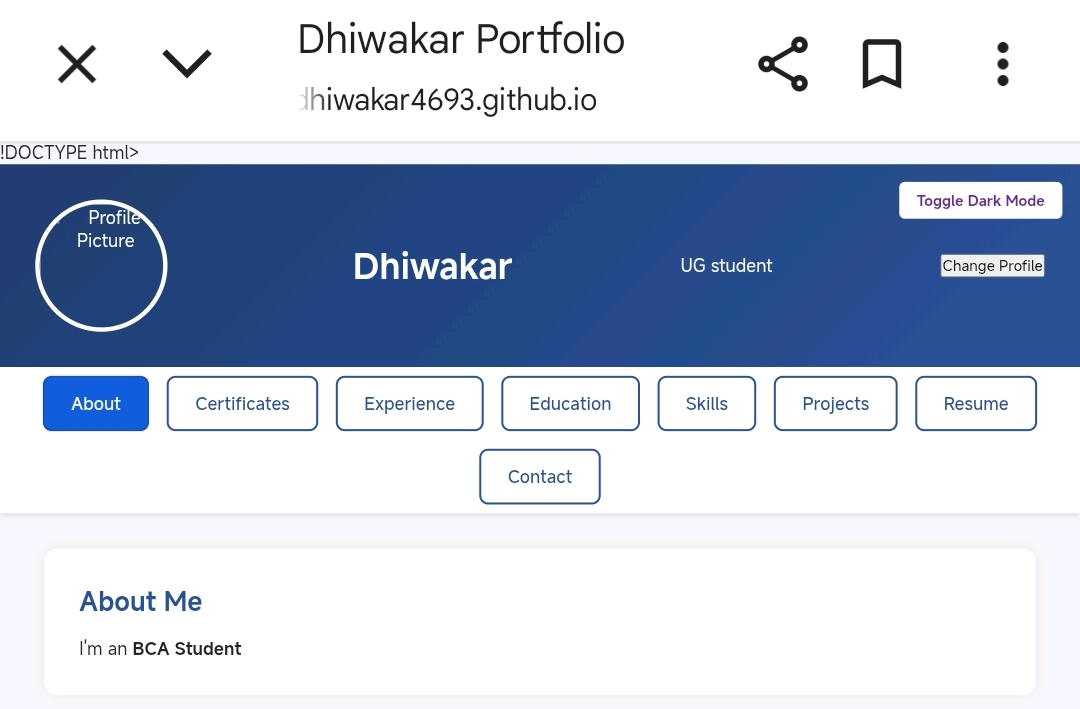 Dhiwakar Portfolio
dhiwakar4693.github.io
!DOCTYPE html>
Toggle Dark Mode
Profile
Picture
Dhiwakar
UG student
Change Profile
About
Certificates
Experience
Education
Skills
Projects
Resume
Contact
About Me
I'm an BCA Student